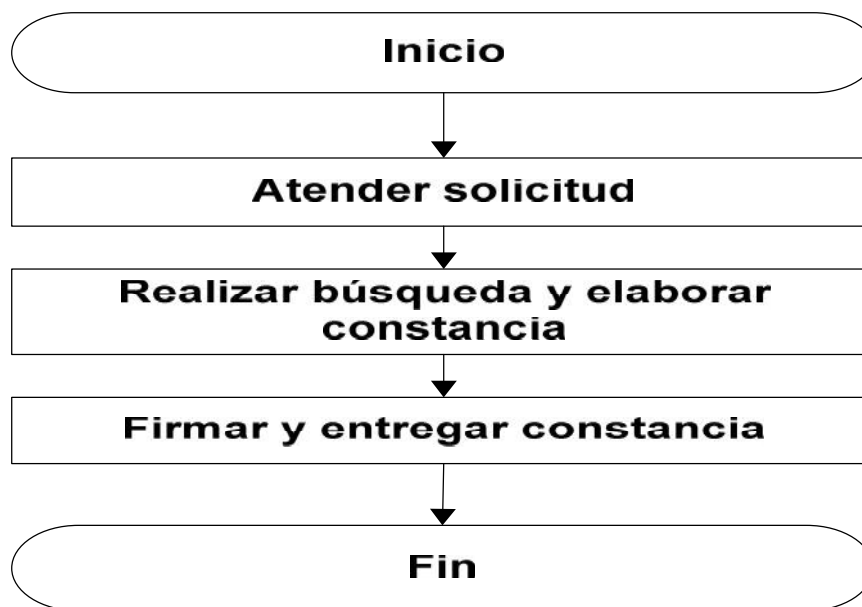 Inicio
Atender solicitud
Realizar búsqueda y elaborar
constancia
Firmar y entregar constancia
Fin